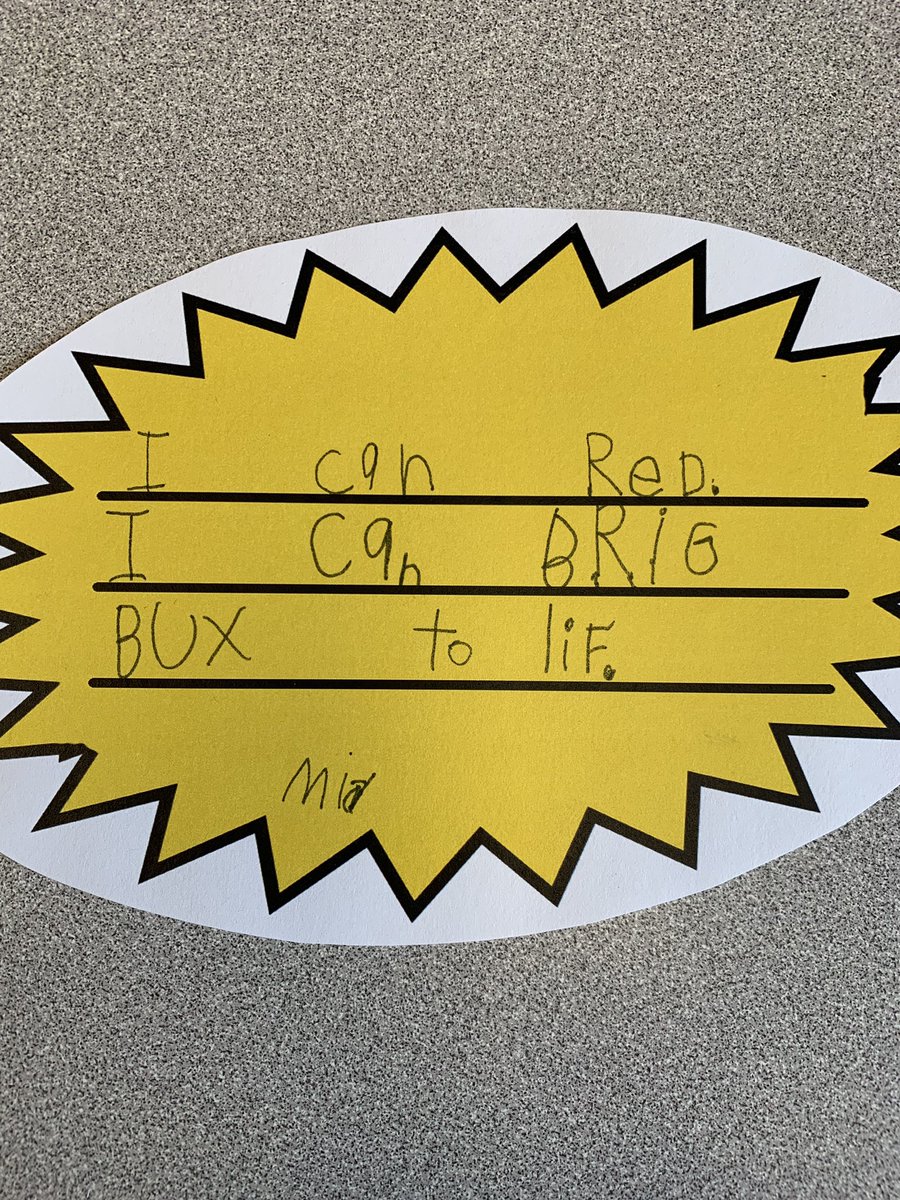 I can ReD.
I can BRiG
BUX to liF.
Mia